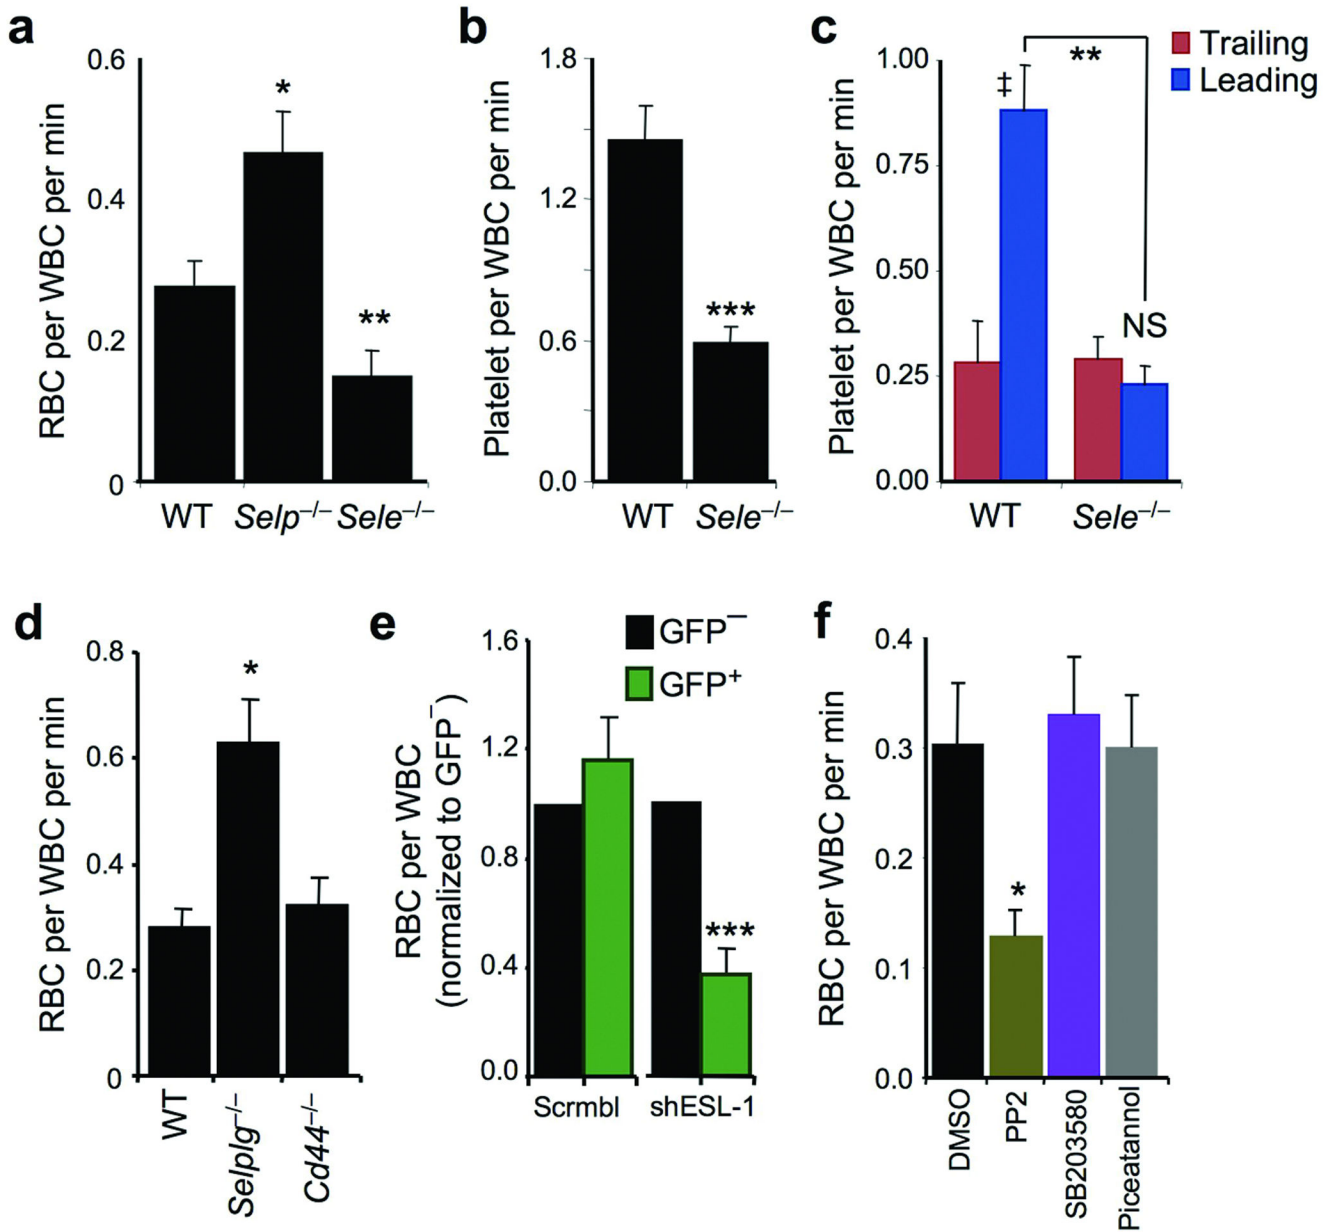 a
RBC per WBC per min
0.6
0.4
0.2
0
*
**
WT Selp–/– Sele–/–
b
Platelet per WBC per min
1.8
1.2
0.6
0.0
***
WT Sele–/–
c
Platelet per WBC per min
1.00
0.75
0.50
0.25
0.00
‡
**
NS
Trailing
Leading
WT Sele–/–
d
RBC per WBC per min
0.8
0.6
0.4
0.2
0
*
WT
Selplg–/–
Cd44–/–
e
RBC per WBC
(normalized to GFP–)
1.6
1.2
0.8
0.4
0.0
GFP–
GFP+
***
Scrmbl shESL-1
f
RBC per WBC per min
0.4
0.3
0.2
0.1
0.0
*
DMSO
PP2
SB203580
Piceatannol